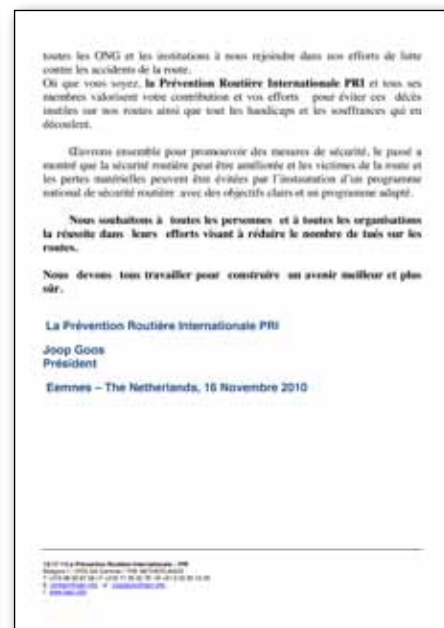 toutes les ONG et les institutions à nous rejoindre dans nos efforts de lutte
contre les accidents de la route.
Où que vous soyez, la Prévention Routière Internationale PRI et tous ses
membres valorisent votre contribution et vos efforts pour éviter ces décès
inutiles sur nos routes ainsi que tout les handicaps et les souffrances qui en
découlent.
Œuvrons ensemble pour promouvoir des mesures de sécurité, le passé a
montré que la sécurité routière peut être améliorée et les victimes de la route et
les pertes matérielles peuvent être évitées par l'instauration d'un programme
national de sécurité routière avec des objectifs clairs et un programme adapté.
Nous souhaitons à toutes les personnes et à toutes les organisations
la réussite dans leurs efforts visant à réduire le nombre de tués sur les
routes.
Nous devons tous travailler pour construire un avenir meilleur et plus
sûr.
La Prévention Routière Internationale PRI
Joop Goos
Président
Eemnes – The Netherlands, 16 Novembre 2010
La Prévention Routière Internationale – PRI